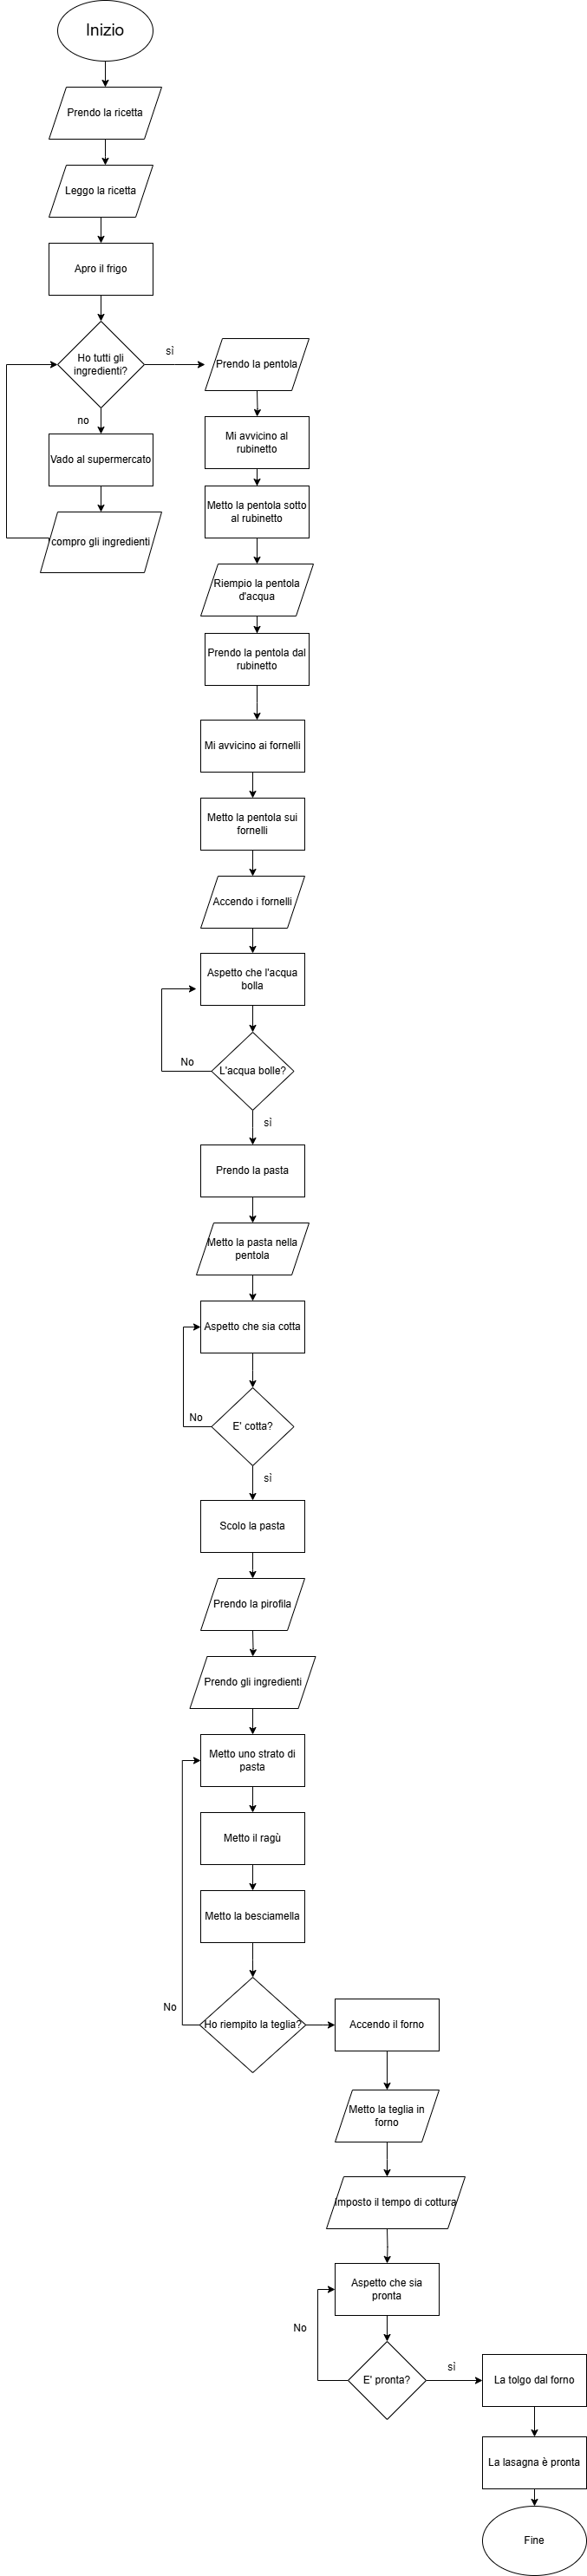 Inizio
Prendo la ricetta
Leggo la ricetta
Apro il frigo
Ho tutti gli
ingredienti?
sì
no
Vado al supermercato
compro gli ingredienti
Prendo la pentola
Mi avvicino al
rubinetto
Metto la pentola sotto
al rubinetto
Riempio la pentola
d'acqua
Prendo la pentola dal
rubinetto
Mi avvicino ai fornelli
Metto la pentola sui
fornelli
Accendo i fornelli
Aspetto che l'acqua
bolla
No
L'acqua bolle?
sì
Prendo la pasta
Metto la pasta nella
pentola
Aspetto che sia cotta
No
E' cotta?
sì
Scolo la pasta
Prendo la pirofila
Prendo gli ingredienti
Metto uno strato di
pasta
Metto il ragù
Metto la besciamella
No
Ho riempito la teglia?
Accendo il forno
Metto la teglia in
forno
Imposto il tempo di cottura
Aspetto che sia
pronta
No
E' pronta?
sì
La tolgo dal forno
La lasagna è pronta
Fine